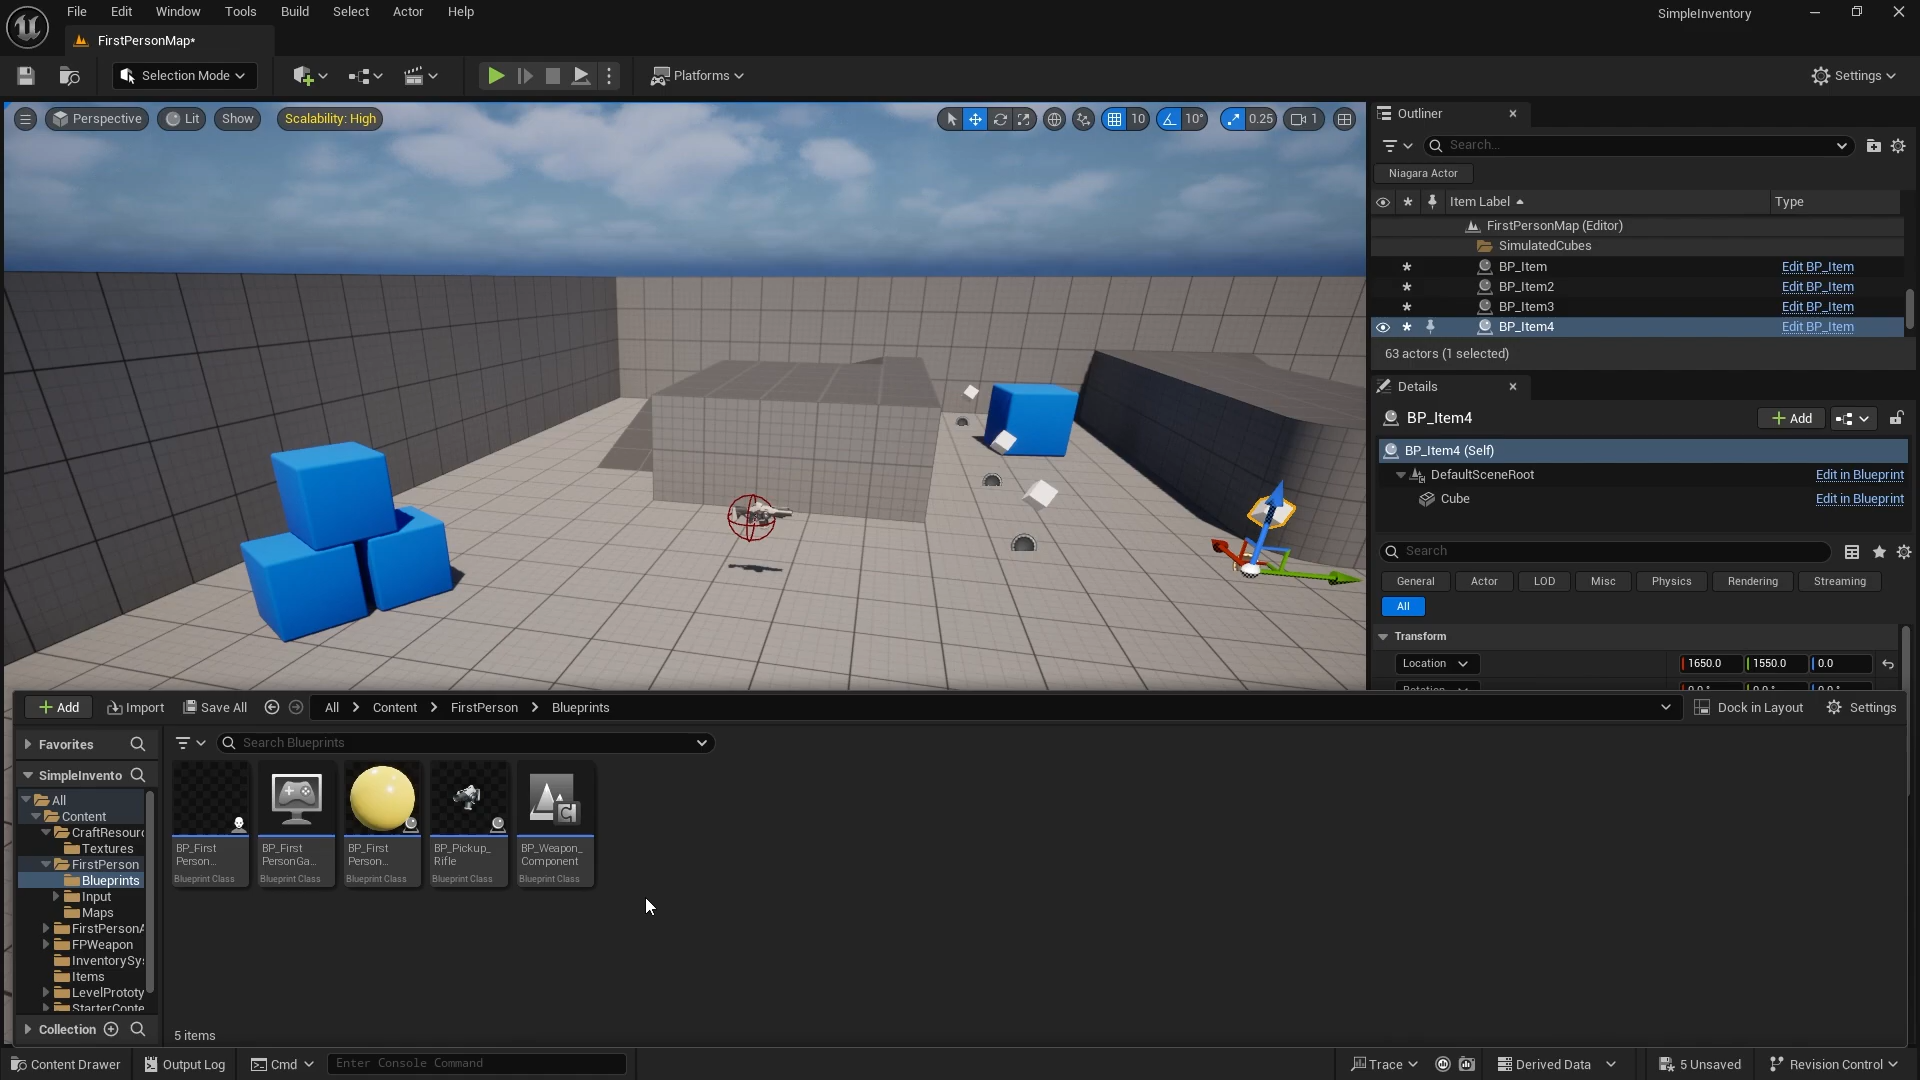 File Edit Window Tools Build Select Actor Help
SimpleInventory
FirstPersonMap*
Selection Mode
Platforms
Settings
Perspective
Lit
Show
Scalability: High
10
10°
0.25
1
Outliner
Search...
Niagara Actor
Item Label
Type
FirstPersonMap (Editor)
SimulatedCubes
BP_Item Edit BP_Item
BP_Item2 Edit BP_Item
BP_Item3 Edit BP_Item
BP_Item4 Edit BP_Item
63 actors (1 selected)
Details
BP_Item4
Add
BP_Item4 (Self)
DefaultSceneRoot Edit in Blueprint
Cube Edit in Blueprint
Search
General Actor LOD Misc Physics Rendering Streaming
All
Transform
Location 1650.0 1550.0 0.0
Add Import Save All All Content FirstPerson Blueprints Dock in Layout Settings
Favorites
Search Blueprints
SimpleInvento
All
Content
CraftResour
Textures
FirstPerson
Blueprints
Input
Maps
FirstPersonA
FPWeapon
InventorySy
Items
LevelPrototy
StarterConte
Collection
BP_First
Person...
Blueprint Class
BP_First
PersonGa...
Blueprint Class
BP_First
Person...
Blueprint Class
BP_Pickup_
Rifle
Blueprint Class
BP_Weapon_
Component
Blueprint Class
5 items
Content Drawer Output Log Cmd Enter Console Command Trace Derived Data 5 Unsaved Revision Control